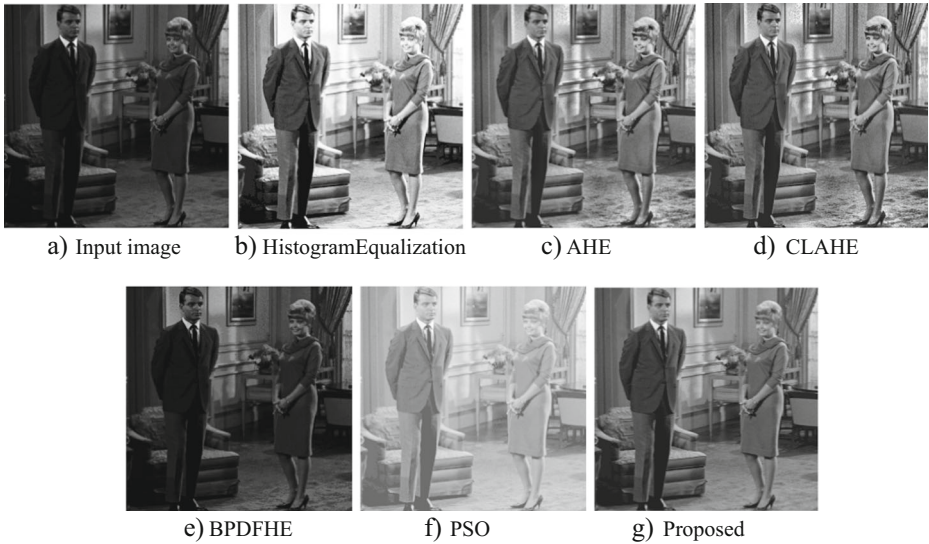 a) Input image
b) HistogramEqualization
c) AHE
d) CLAHE
e) BPDFHE
f) PSO
g) Proposed